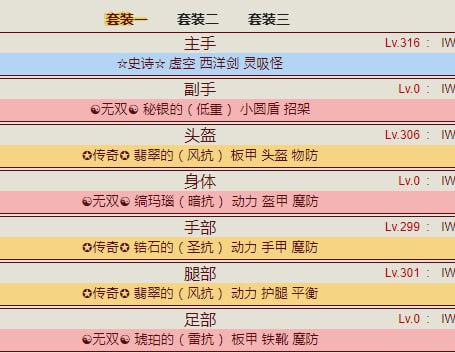 套装一 套装二 套装三
主手 Lv.316 : IW
☆史诗☆ 虚空 西洋剑 灵吸怪
副手 Lv.0 : IW
☯无双☯ 秘银的（低重） 小圆盾 招架
头盔 Lv.306 : IW
✪传奇✪ 翡翠的（风抗） 板甲 头盔 物防
身体 Lv.0 : IW
☯无双☯ 缟玛瑙（暗抗） 动力 盔甲 魔防
手部 Lv.299 : IW
✪传奇✪ 锆石的（圣抗） 动力 手甲 魔防
腿部 Lv.301 : IW
✪传奇✪ 翡翠的（风抗） 动力 护腿 平衡
足部 Lv.0 : IW
☯无双☯ 琥珀的（雷抗） 板甲 铁靴 魔防